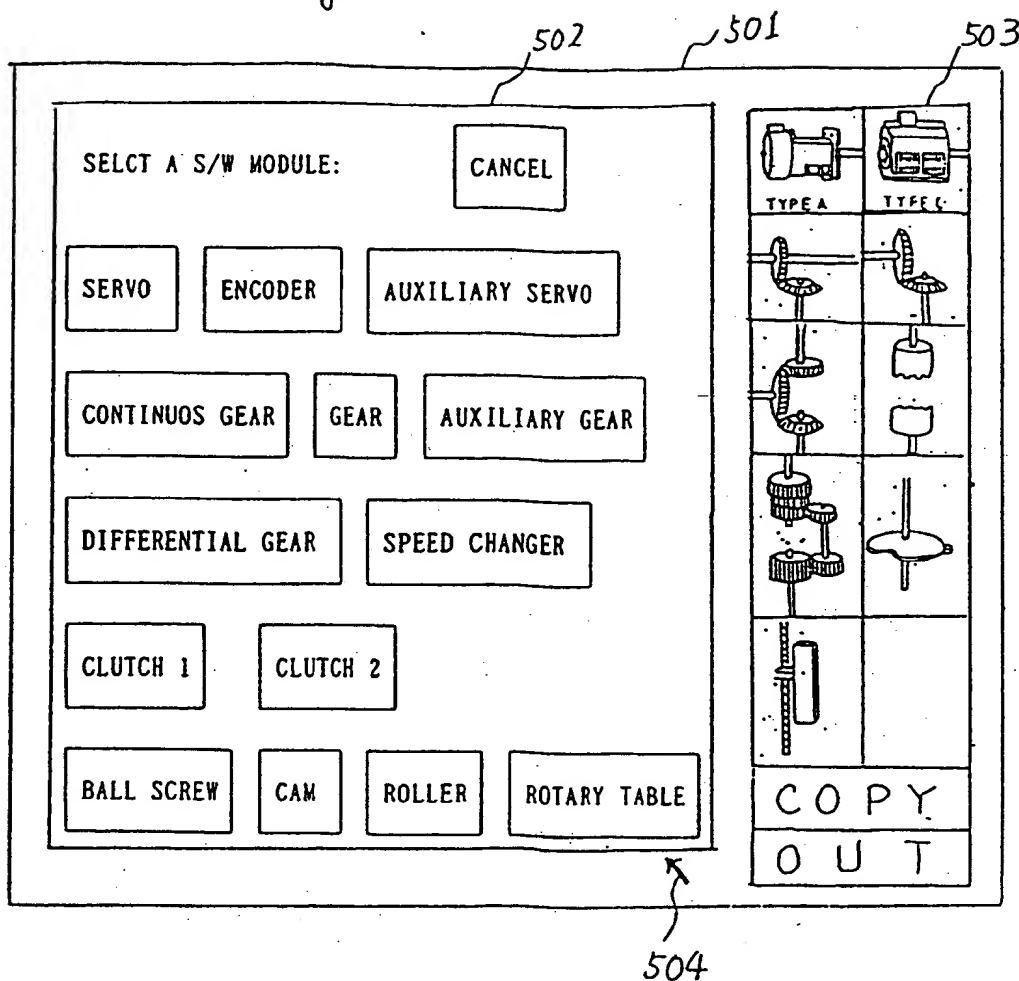 502
501
503
SELCT A S/W MODULE:
CANCEL
TYPE A
TYPE C
SERVO
ENCODER
AUXILIARY SERVO
CONTINUOS GEAR
GEAR
AUXILIARY GEAR
DIFFERENTIAL GEAR
SPEED CHANGER
CLUTCH 1
CLUTCH 2
BALL SCREW
CAM
ROLLER
ROTARY TABLE
COPY
OUT
504